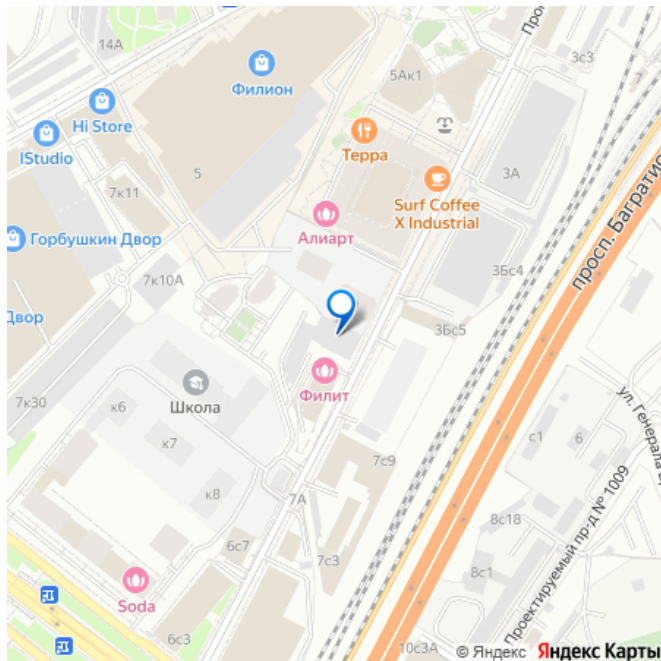 14А
Филион
5Ак1
3с3
Hi Store
IStudio
Терра
5
7к11
3А
Surf Coffee
X Industrial
просп. Багратио
Алиарт
Горбушкин Двор
7к10А
3Бс4
Двор
3Бс5
Филит
Школа
7к30
к6
к7
ул. Генерала
с1
6
7с9
к8
7А
8с18
Проектируемый пр-д № 1009
6с7
7с3
8с1
Soda
6с3
10с3А
© Яндекс Яндекс Карты